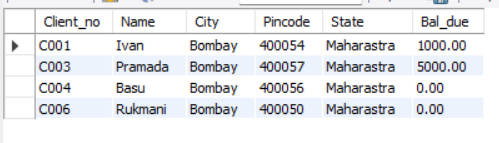 Client_no Name City Pincode State Bal_due
C001 Ivan Bombay 400054 Maharastra 1000.00
C003 Pramada Bombay 400057 Maharastra 5000.00
C004 Basu Bombay 400056 Maharastra 0.00
C006 Rukmani Bombay 400050 Maharastra 0.00